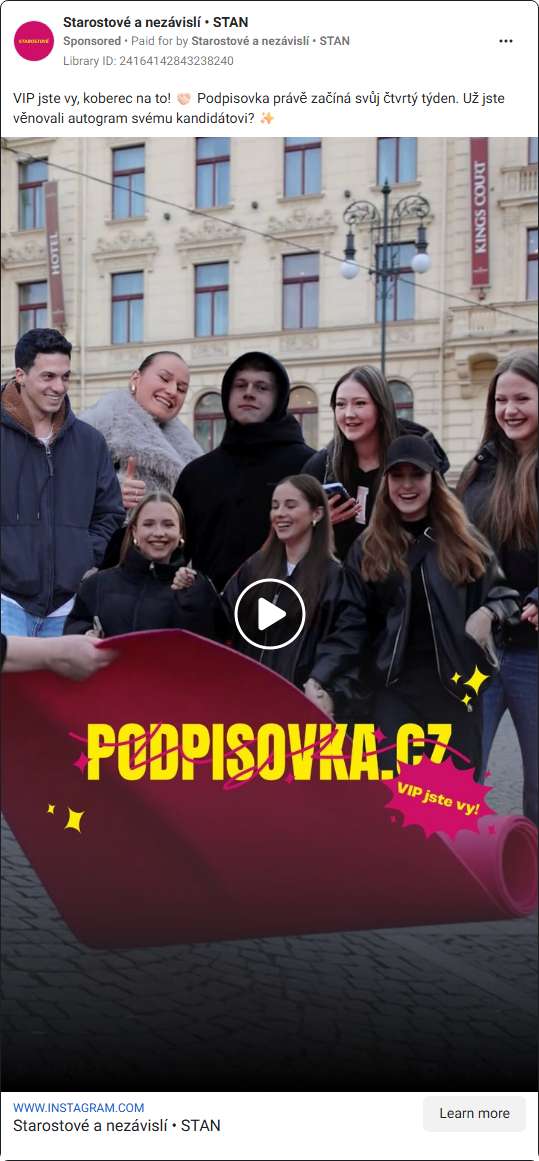 Starostové a nezávislí • STAN
Sponsored • Paid for by Starostové a nezávislí • STAN
Library ID: 24164142843238240
STAROSTOVÉ
VIP jste vy, koberec na to! 🤝🏻 Podpisovka právě začíná svůj čtvrtý týden. Už jste
věnovali autogram svému kandidátovi? ✨
HOTEL
KINGS COURT
PODPISOVKA.CZ
VIP jste vy!
WWW.INSTAGRAM.COM
Starostové a nezávislí • STAN
Learn more